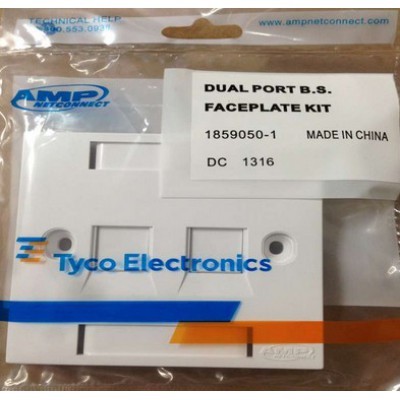 TECHNICAL HELP
www.ampnetconnect.com
AMP
NETCONNECT
DUAL PORT B.S.
FACEPLATE KIT
1859050-1 MADE IN CHINA
DC 1316
Tyco Electronics
AMP